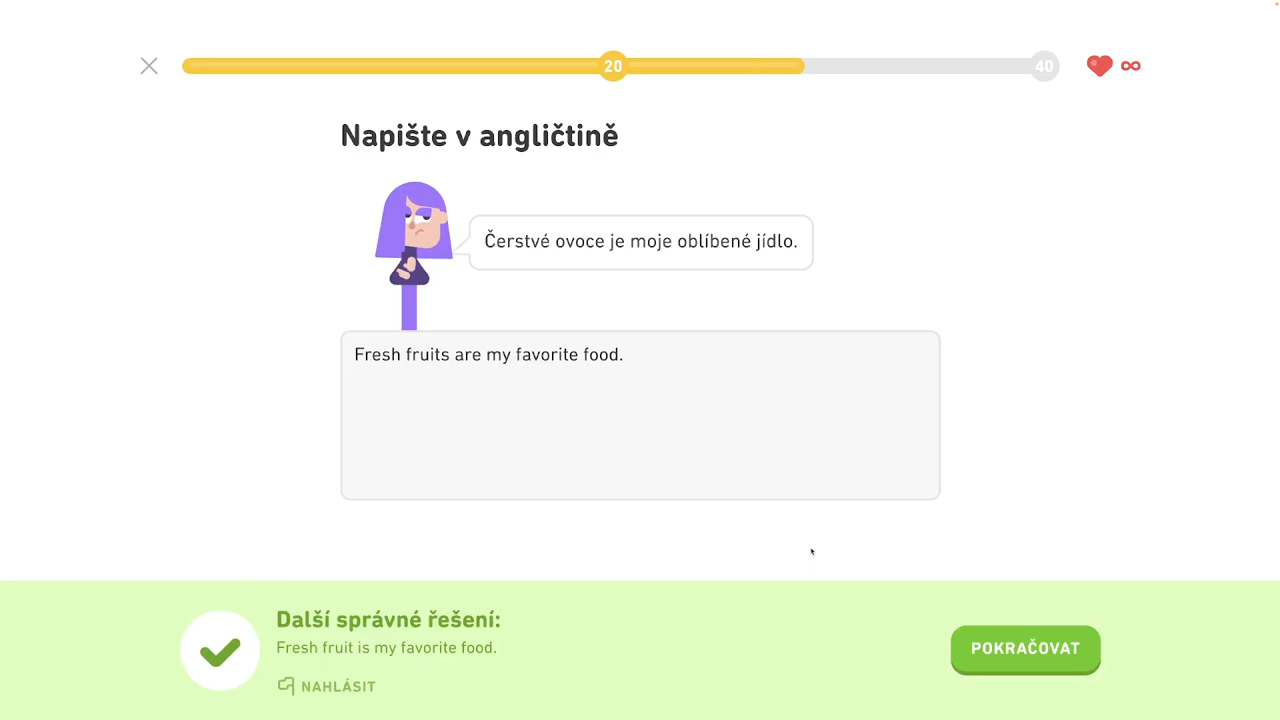 20
40
Napište v angličtině
Čerstvé ovoce je moje oblíbené jídlo.
Fresh fruits are my favorite food.
Další správné řešení:
Fresh fruit is my favorite food.
NAHLÁSIT
POKRAČOVAT